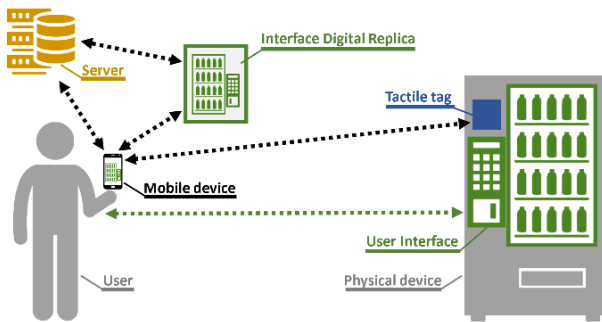 Interface Digital Replica
Server
Tactile tag
Mobile device
User Interface
User
Physical device